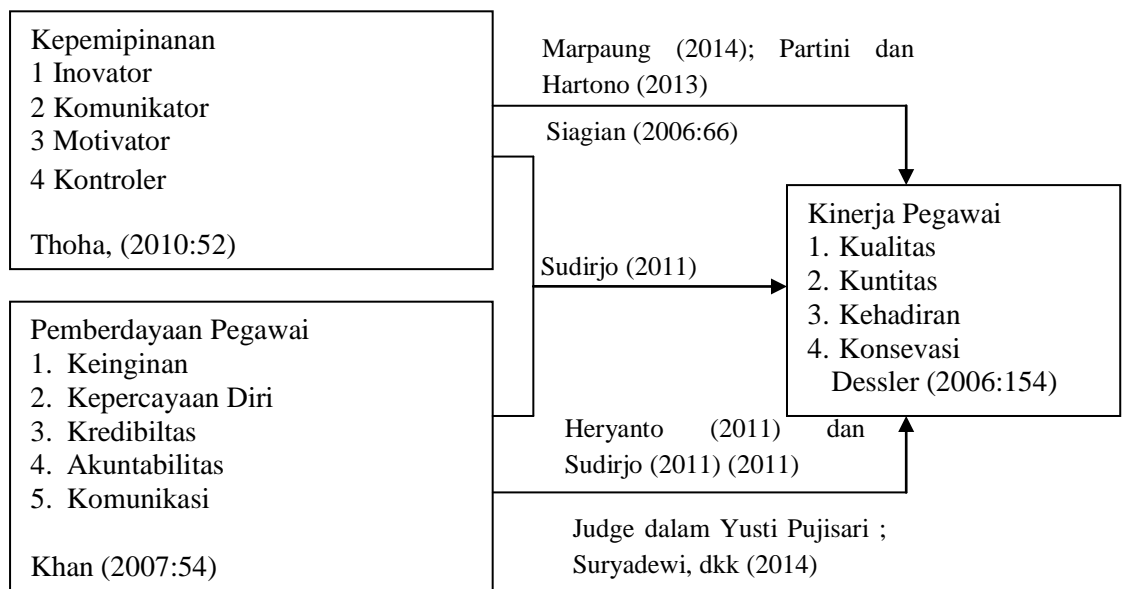 Kepemipinanan
1 Inovator
2 Komunikator
3 Motivator
4 Kontroler
Thoha, (2010:52)
Marpaung (2014); Partini dan
Hartono (2013)
Siagian (2006:66)
Sudirjo (2011)
Kinerja Pegawai
1. Kualitas
2. Kuntitas
3. Kehadiran
4. Konsevasi
Dessler (2006:154)
Pemberdayaan Pegawai
1. Keinginan
2. Kepercayaan Diri
3. Kredibiltas
4. Akuntabilitas
5. Komunikasi
Khan (2007:54)
Heryanto (2011) dan
Sudirjo (2011) (2011)
Judge dalam Yusti Pujisari ;
Suryadewi, dkk (2014)